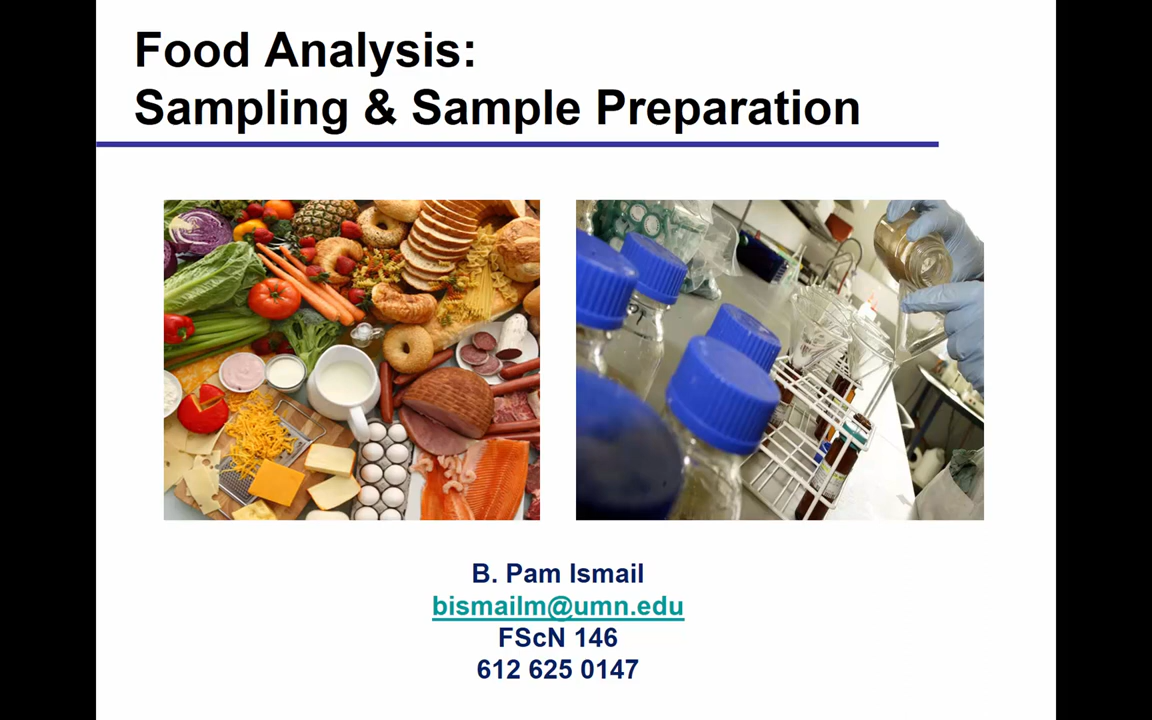 Food Analysis:
Sampling & Sample Preparation
B. Pam Ismail
bismailm@umn.edu
FScN 146
612 625 0147